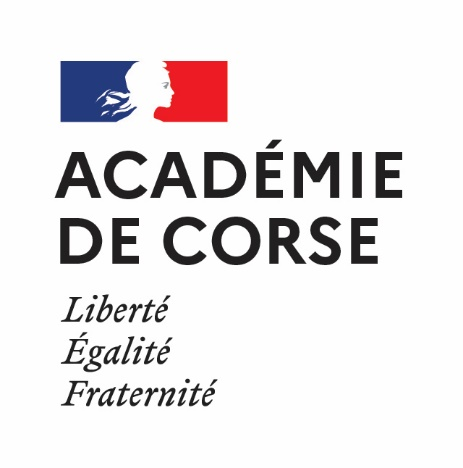 ACADÉMIE
DE CORSE
Liberté
Égalité
Fraternité